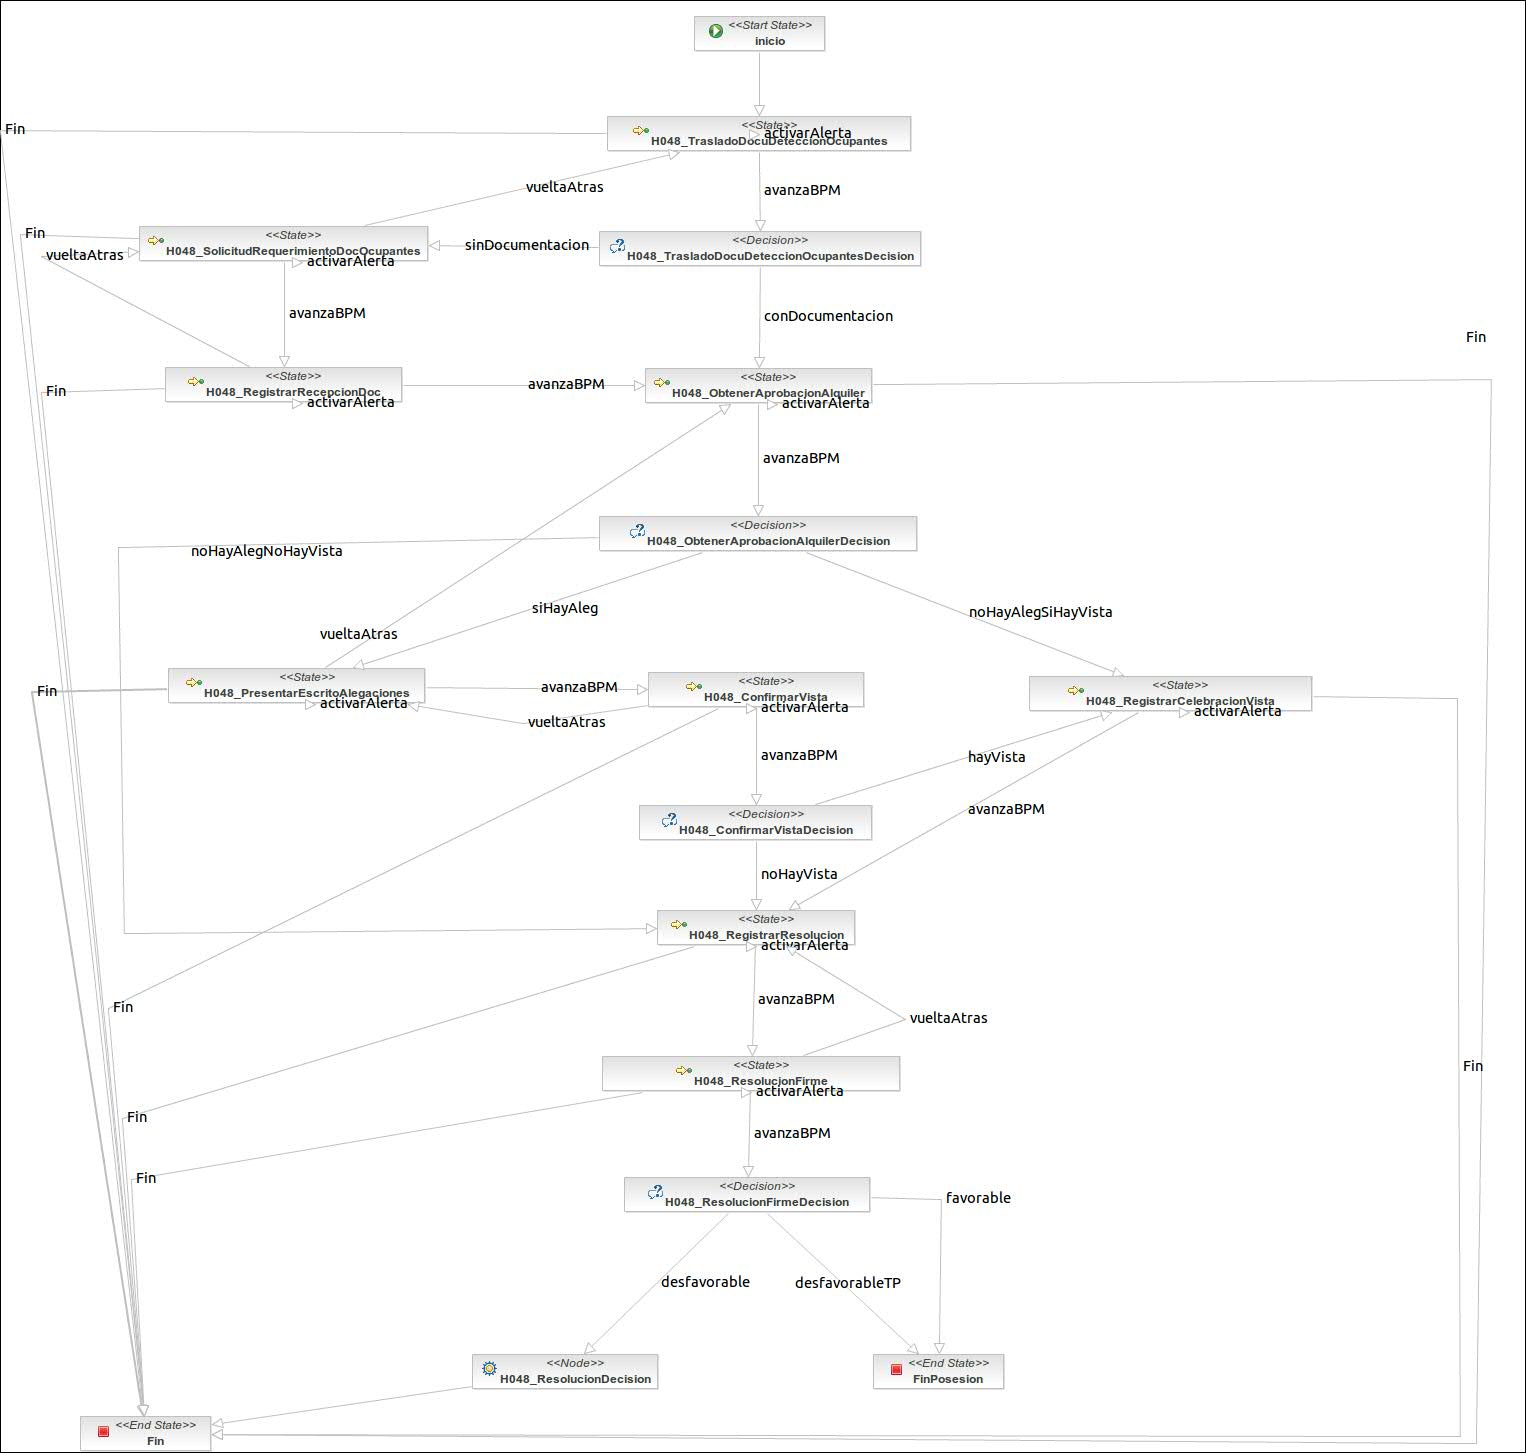 <<Start State>>
inicio
Fin
<<State>>
activarAlerta
H048_TrasladoDocuDeteccionOcupantes
vueltaAtras
avanzaBPM
Fin
<<State>>
H048_SolicitudRequerimientoDocOcupantes
activarAlerta
vueltaAtras
sinDocumentacion
<<Decision>>
H048_TrasladoDocuDeteccionOcupantesDecision
avanzaBPM
conDocumentacion
Fin
Fin
<<State>>
H048_RegistrarRecepcionDoc
activarAlerta
avanzaBPM
<<State>>
H048_ObtenerAprobacionAlquiler
activarAlerta
avanzaBPM
<<Decision>>
H048_ObtenerAprobacionAlquilerDecision
noHayAlegNoHayVista
siHayAleg
noHayAlegSiHayVista
vueltaAtras
Fin
<<State>>
H048_PresentarEscritoAlegaciones
activarAlerta
avanzaBPM
vueltaAtras
<<State>>
H048_ConfirmarVista
activarAlerta
<<State>>
H048_RegistrarCelebracionVista
activarAlerta
avanzaBPM
hayVista
avanzaBPM
<<Decision>>
H048_ConfirmarVistaDecision
noHayVista
<<State>>
H048_RegistrarResolucion
activarAlerta
Fin
avanzaBPM
vueltaAtras
Fin
<<State>>
H048_ResolucionFirme
activarAlerta
Fin
avanzaBPM
Fin
<<Decision>>
H048_ResolucionFirmeDecision
favorable
desfavorable
desfavorableTP
<<Node>>
H048_ResolucionDecision
<<End State>>
FinPosesion
<<End State>>
Fin